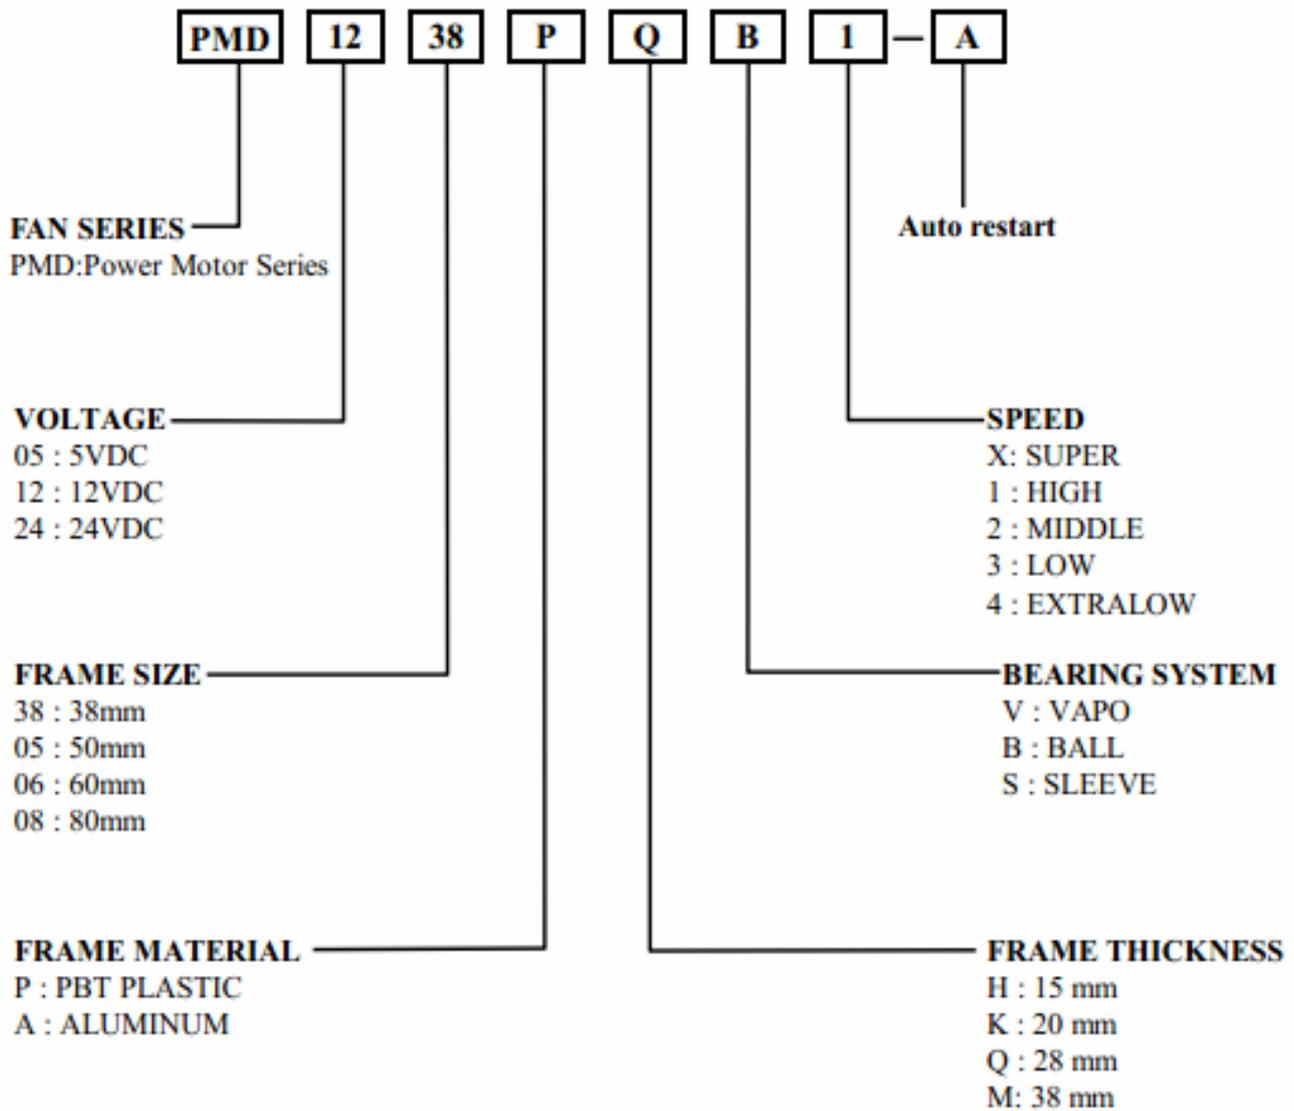 PMD 12 38 P Q B 1 — A
FAN SERIES
PMD:Power Motor Series
Auto restart
VOLTAGE
05 : 5VDC
12 : 12VDC
24 : 24VDC
SPEED
X: SUPER
1 : HIGH
2 : MIDDLE
3 : LOW
4 : EXTRALOW
FRAME SIZE
38 : 38mm
05 : 50mm
06 : 60mm
08 : 80mm
BEARING SYSTEM
V : VAPO
B : BALL
S : SLEEVE
FRAME MATERIAL
P : PBT PLASTIC
A : ALUMINUM
FRAME THICKNESS
H : 15 mm
K : 20 mm
Q : 28 mm
M: 38 mm